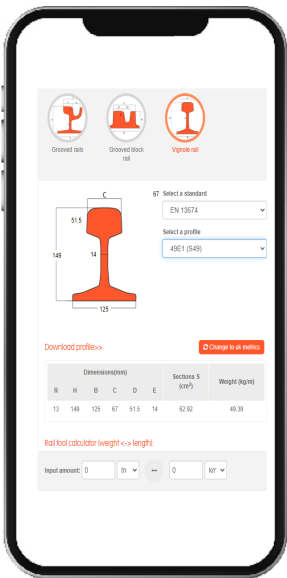 Grooved rails
Grooved block
rail
Vignole rail
C
67
51.5
149
14
125
Select a standard
EN 13674
Select a profile
49E1 (S49)
Download profile>>
Change to uk metrics
Dimensions(mm)
Sections S
(cm²)
Weight (kg/m)
R H B C D E
13 149 125 67 51.5 14 62.92 49.39
Rail tool calculator (weight <-> length):
Input amount: 0 tn ↔ 0 km